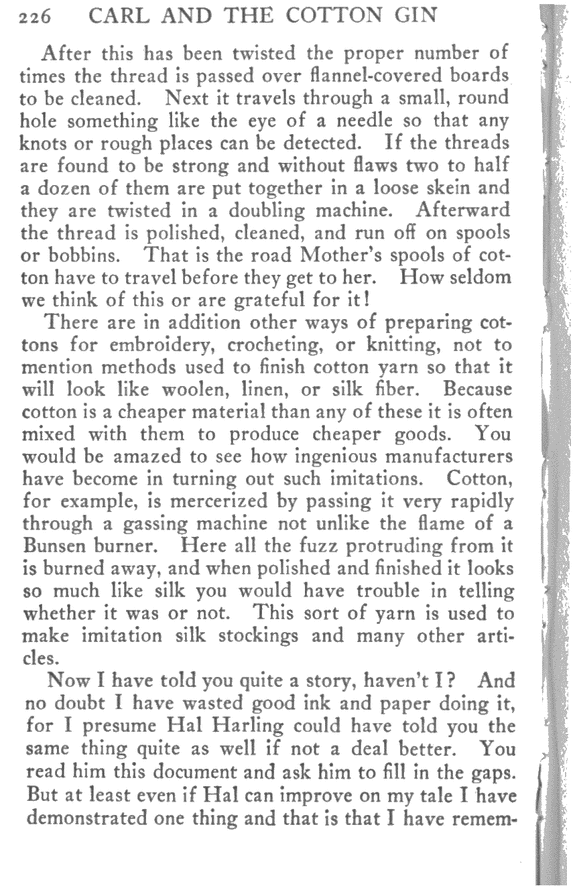 226 CARL AND THE COTTON GIN
After this has been twisted the proper number of
times the thread is passed over flannel-covered boards
to be cleaned. Next it travels through a small, round
hole something like the eye of a needle so that any
knots or rough places can be detected. If the threads
are found to be strong and without flaws two to half
a dozen of them are put together in a loose skein and
they are twisted in a doubling machine. Afterward
the thread is polished, cleaned, and run off on spools
or bobbins. That is the road Mother's spools of cot-
ton have to travel before they get to her. How seldom
we think of this or are grateful for it!
There are in addition other ways of preparing cot-
tons for embroidery, crocheting, or knitting, not to
mention methods used to finish cotton yarn so that it
will look like woolen, linen, or silk fiber. Because
cotton is a cheaper material than any of these it is often
mixed with them to produce cheaper goods. You
would be amazed to see how ingenious manufacturers
have become in turning out such imitations. Cotton,
for example, is mercerized by passing it very rapidly
through a gassing machine not unlike the flame of a
Bunsen burner. Here all the fuzz protruding from it
is burned away, and when polished and finished it looks
so much like silk you would have trouble in telling
whether it was or not. This sort of yarn is used to
make imitation silk stockings and many other arti-
cles.
Now I have told you quite a story, haven't I? And
no doubt I have wasted good ink and paper doing it,
for I presume Hal Harling could have told you the
same thing quite as well if not a deal better. You
read him this document and ask him to fill in the gaps.
But at least even if Hal can improve on my tale I have
demonstrated one thing and that is that I have remem-